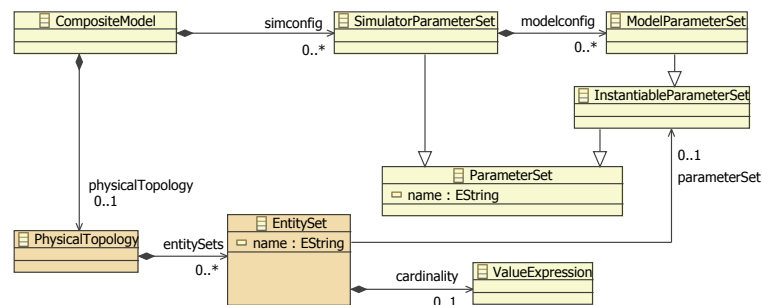 CompositeModel
simconfig
0..*
SimulatorParameterSet
modelconfig
0..*
ModelParameterSet
InstantiableParameterSet
ParameterSet
name : EString
0..1
parameterSet
physicalTopology
0..1
PhysicalTopology
entitySets
0..*
EntitySet
name : EString
cardinality
0..1
ValueExpression